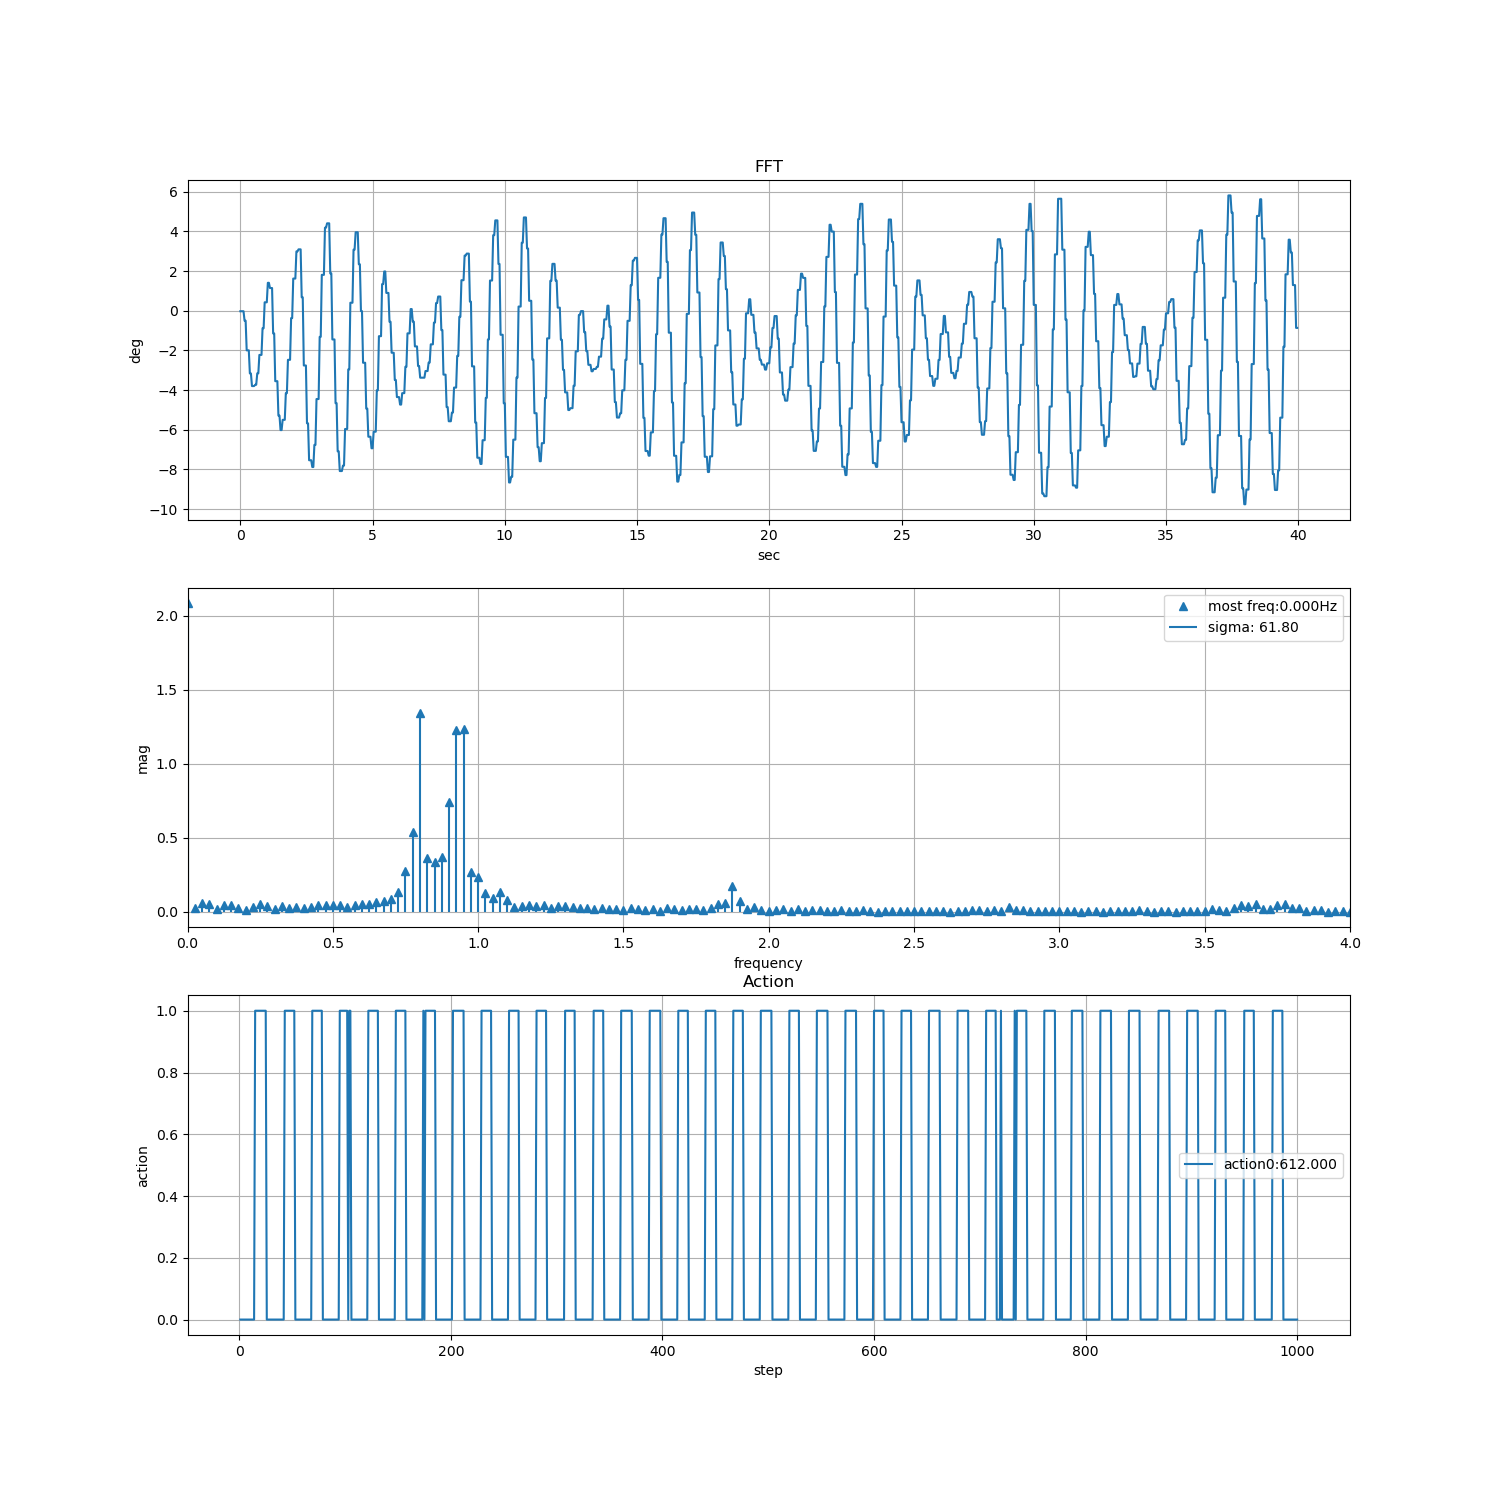 FFT
6
4
2
0
−2
−4
−6
−8
−10
deg
0 5 10 15 20 25 30 35 40
sec
most freq:0.000Hz
sigma: 61.80
2.0
1.5
1.0
0.5
0.0
mag
0.0 0.5 1.0 1.5 2.0 2.5 3.0 3.5 4.0
frequency
Action
1.0
0.8
0.6
0.4
0.2
0.0
action
action0:612.000
0 200 400 600 800 1000
step